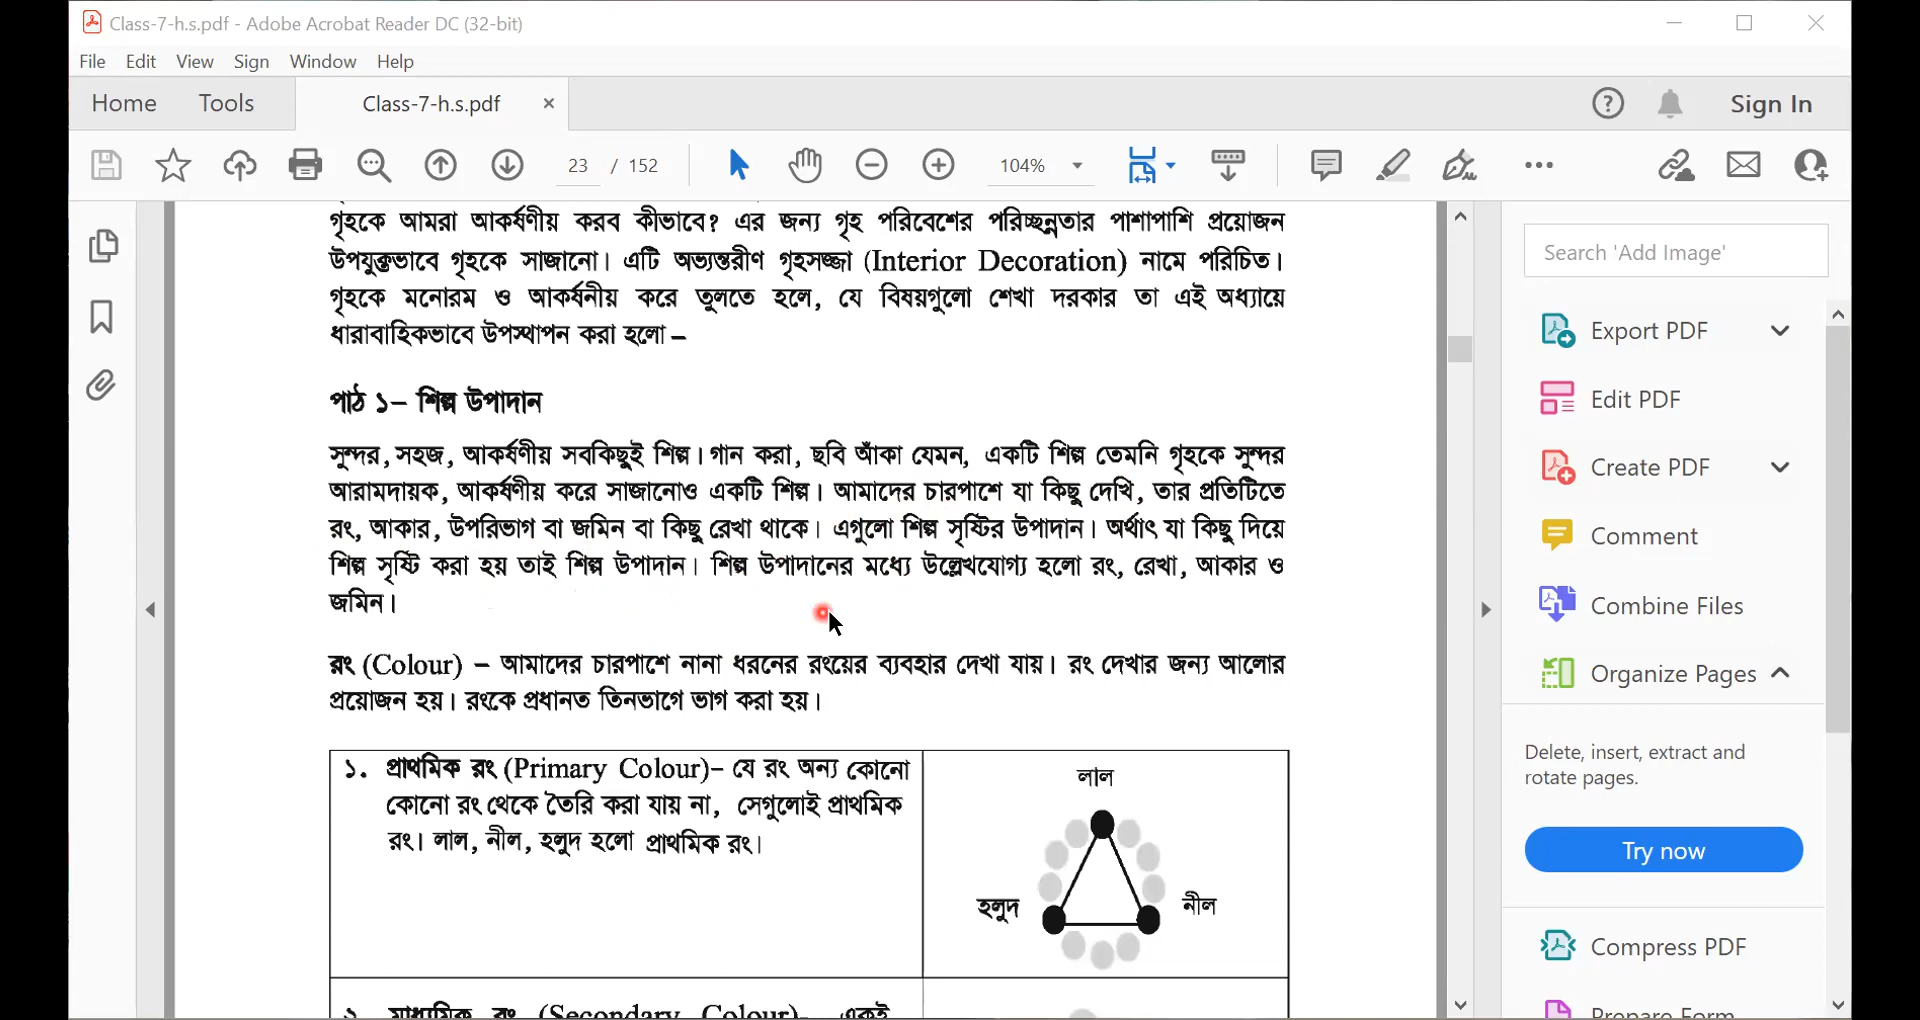 Class-7-h.s.pdf - Adobe Acrobat Reader DC (32-bit)
File Edit View Sign Window Help
Home Tools Class-7-h.s.pdf × Sign In
23 / 152 104%
গৃহকে আমরা আকর্ষণীয় করব কীভাবে? এর জন্য গৃহ পরিবেশের পরিচ্ছন্নতার পাশাপাশি প্রয়োজন
উপযুক্তভাবে গৃহকে সাজানো। এটি অভ্যন্তরীণ গৃহসজ্জা (Interior Decoration) নামে পরিচিত।
গৃহকে মনোরম ও আকর্ষনীয় করে তুলতে হলে, যে বিষয়গুলো শেখা দরকার তা এই অধ্যায়ে
ধারাবাহিকভাবে উপস্থাপন করা হলো –
পাঠ ১– শিল্প উপাদান
সুন্দর, সহজ, আকর্ষণীয় সবকিছুই শিল্প। গান করা, ছবি আঁকা যেমন, একটি শিল্প তেমনি গৃহকে সুন্দর
আরামদায়ক, আকর্ষণীয় করে সাজানোও একটি শিল্প। আমাদের চারপাশে যা কিছু দেখি, তার প্রতিটিতে
রং, আকার, উপরিভাগ বা জমিন বা কিছু রেখা থাকে। এগুলো শিল্প সৃষ্টির উপাদান। অর্থাৎ যা কিছু দিয়ে
শিল্প সৃষ্টি করা হয় তাই শিল্প উপাদান। শিল্প উপাদানের মধ্যে উল্লেখযোগ্য হলো রং, রেখা, আকার ও
জমিন।
রং (Colour) – আমাদের চারপাশে নানা ধরনের রংয়ের ব্যবহার দেখা যায়। রং দেখার জন্য আলোর
প্রয়োজন হয়। রংকে প্রধানত তিনভাগে ভাগ করা হয়।
১. প্রাথমিক রং (Primary Colour)– যে রং অন্য কোনো
কোনো রং থেকে তৈরি করা যায় না, সেগুলোই প্রাথমিক
রং। লাল, নীল, হলুদ হলো প্রাথমিক রং।
লাল
হলুদ
নীল
২. মাধ্যমিক রং (Secondary Colour)- একই
Search 'Add Image'
Export PDF
Edit PDF
Create PDF
Comment
Combine Files
Organize Pages
Delete, insert, extract and
rotate pages.
Try now
Compress PDF
Prepare Form